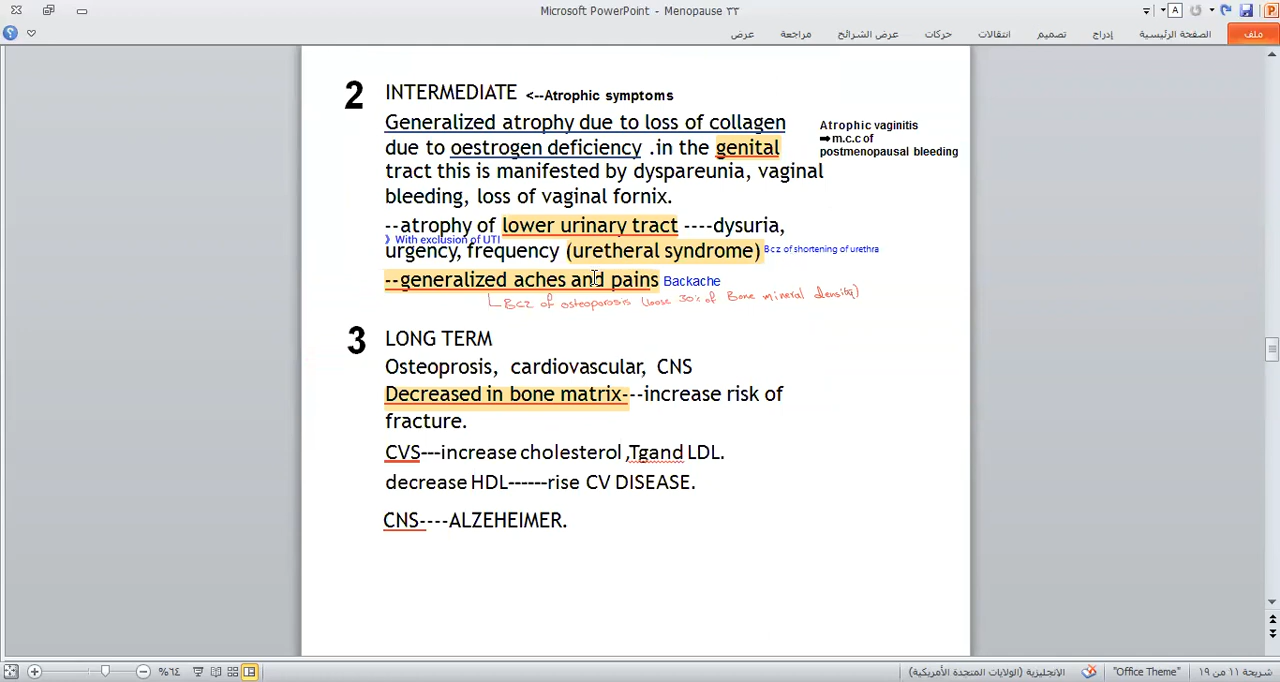 Microsoft PowerPoint - Menopause ٣٣
ملف
الصفحة الرئيسية
إدراج
تصميم
انتقالات
حركات
عرض الشرائح
مراجعة
عرض
2 INTERMEDIATE <--Atrophic symptoms
Generalized atrophy due to loss of collagen
due to oestrogen deficiency .in the genital
tract this is manifested by dyspareunia, vaginal
bleeding, loss of vaginal fornix.
Atrophic vaginitis
➡m.c.c of
postmenopausal bleeding
--atrophy of lower urinary tract ----dysuria,
》With exclusion of UTI
urgency, frequency (uretheral syndrome) Bcz of shortening of urethra
--generalized aches and pains Backache
Bcz of osteoporosis (loose 30% of Bone mineral density)
3 LONG TERM
Osteoprosis, cardiovascular, CNS
Decreased in bone matrix---increase risk of
fracture.
CVS---increase cholesterol ,Tgand LDL.
decrease HDL------rise CV DISEASE.
CNS----ALZEHEIMER.
شريحة ١١ من ١٩
"Office Theme"
الإنجليزية (الولايات المتحدة الأمريكية)
٦٤%